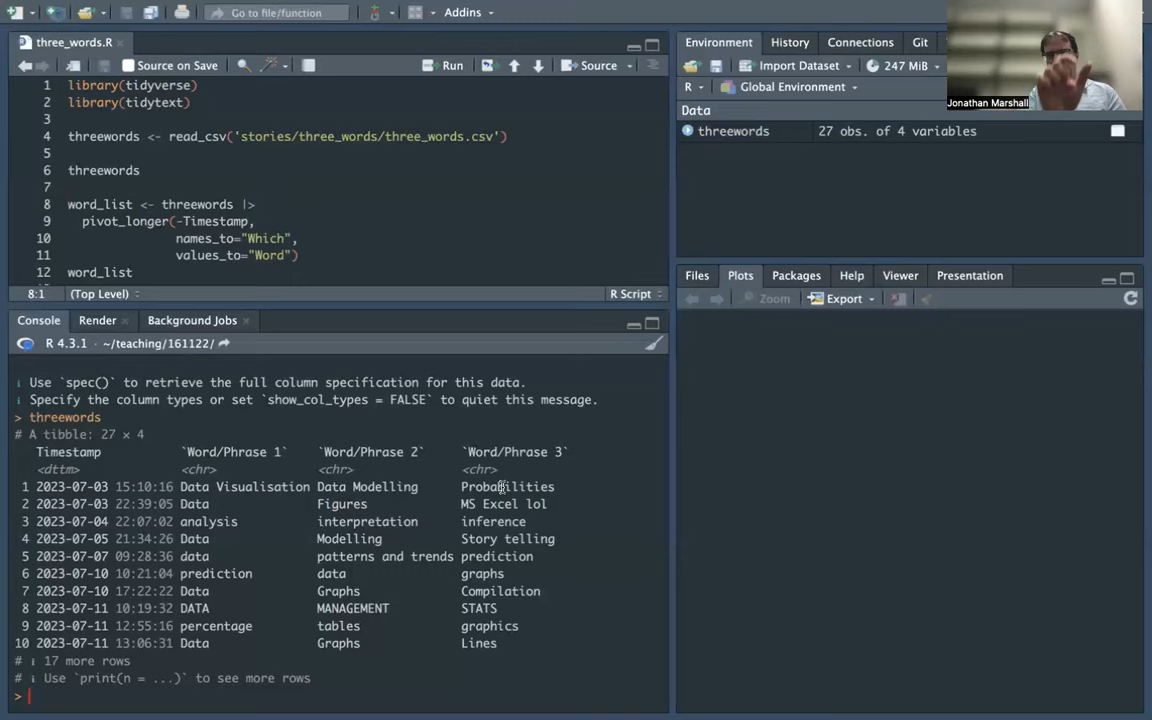 Go to file/function
Addins
three_words.R
Source on Save
Run
Source
1 library(tidyverse)
2 library(tidytext)
3
4 threewords <- read_csv('stories/three_words/three_words.csv')
5
6 threewords
7
8 word_list <- threewords |>
9 pivot_longer(-Timestamp,
10 names_to="Which",
11 values_to="Word")
12 word_list
8:1 (Top Level) R Script
Console Render Background Jobs
R 4.3.1 · ~/teaching/161122/
ℹ Use `spec()` to retrieve the full column specification for this data.
ℹ Specify the column types or set `show_col_types = FALSE` to quiet this message.
> threewords
# A tibble: 27 × 4
Timestamp `Word/Phrase 1` `Word/Phrase 2` `Word/Phrase 3`
<dttm> <chr> <chr> <chr>
1 2023-07-03 15:10:16 Data Visualisation Data Modelling Probabilities
2 2023-07-03 22:39:05 Data Figures MS Excel lol
3 2023-07-04 22:07:02 analysis interpretation inference
4 2023-07-05 21:34:26 Data Modelling Story telling
5 2023-07-07 09:28:36 data patterns and trends prediction
6 2023-07-10 10:21:04 prediction data graphs
7 2023-07-10 17:22:22 Data Graphs Compilation
8 2023-07-11 10:19:32 DATA MANAGEMENT STATS
9 2023-07-11 12:55:16 percentage tables graphics
10 2023-07-11 13:06:31 Data Graphs Lines
# ℹ 17 more rows
# ℹ Use `print(n = ...)` to see more rows
>
Environment History Connections Git
Import Dataset 247 MiB
R Global Environment
Jonathan Marshall
Data
threewords 27 obs. of 4 variables
Files Plots Packages Help Viewer Presentation
Zoom Export